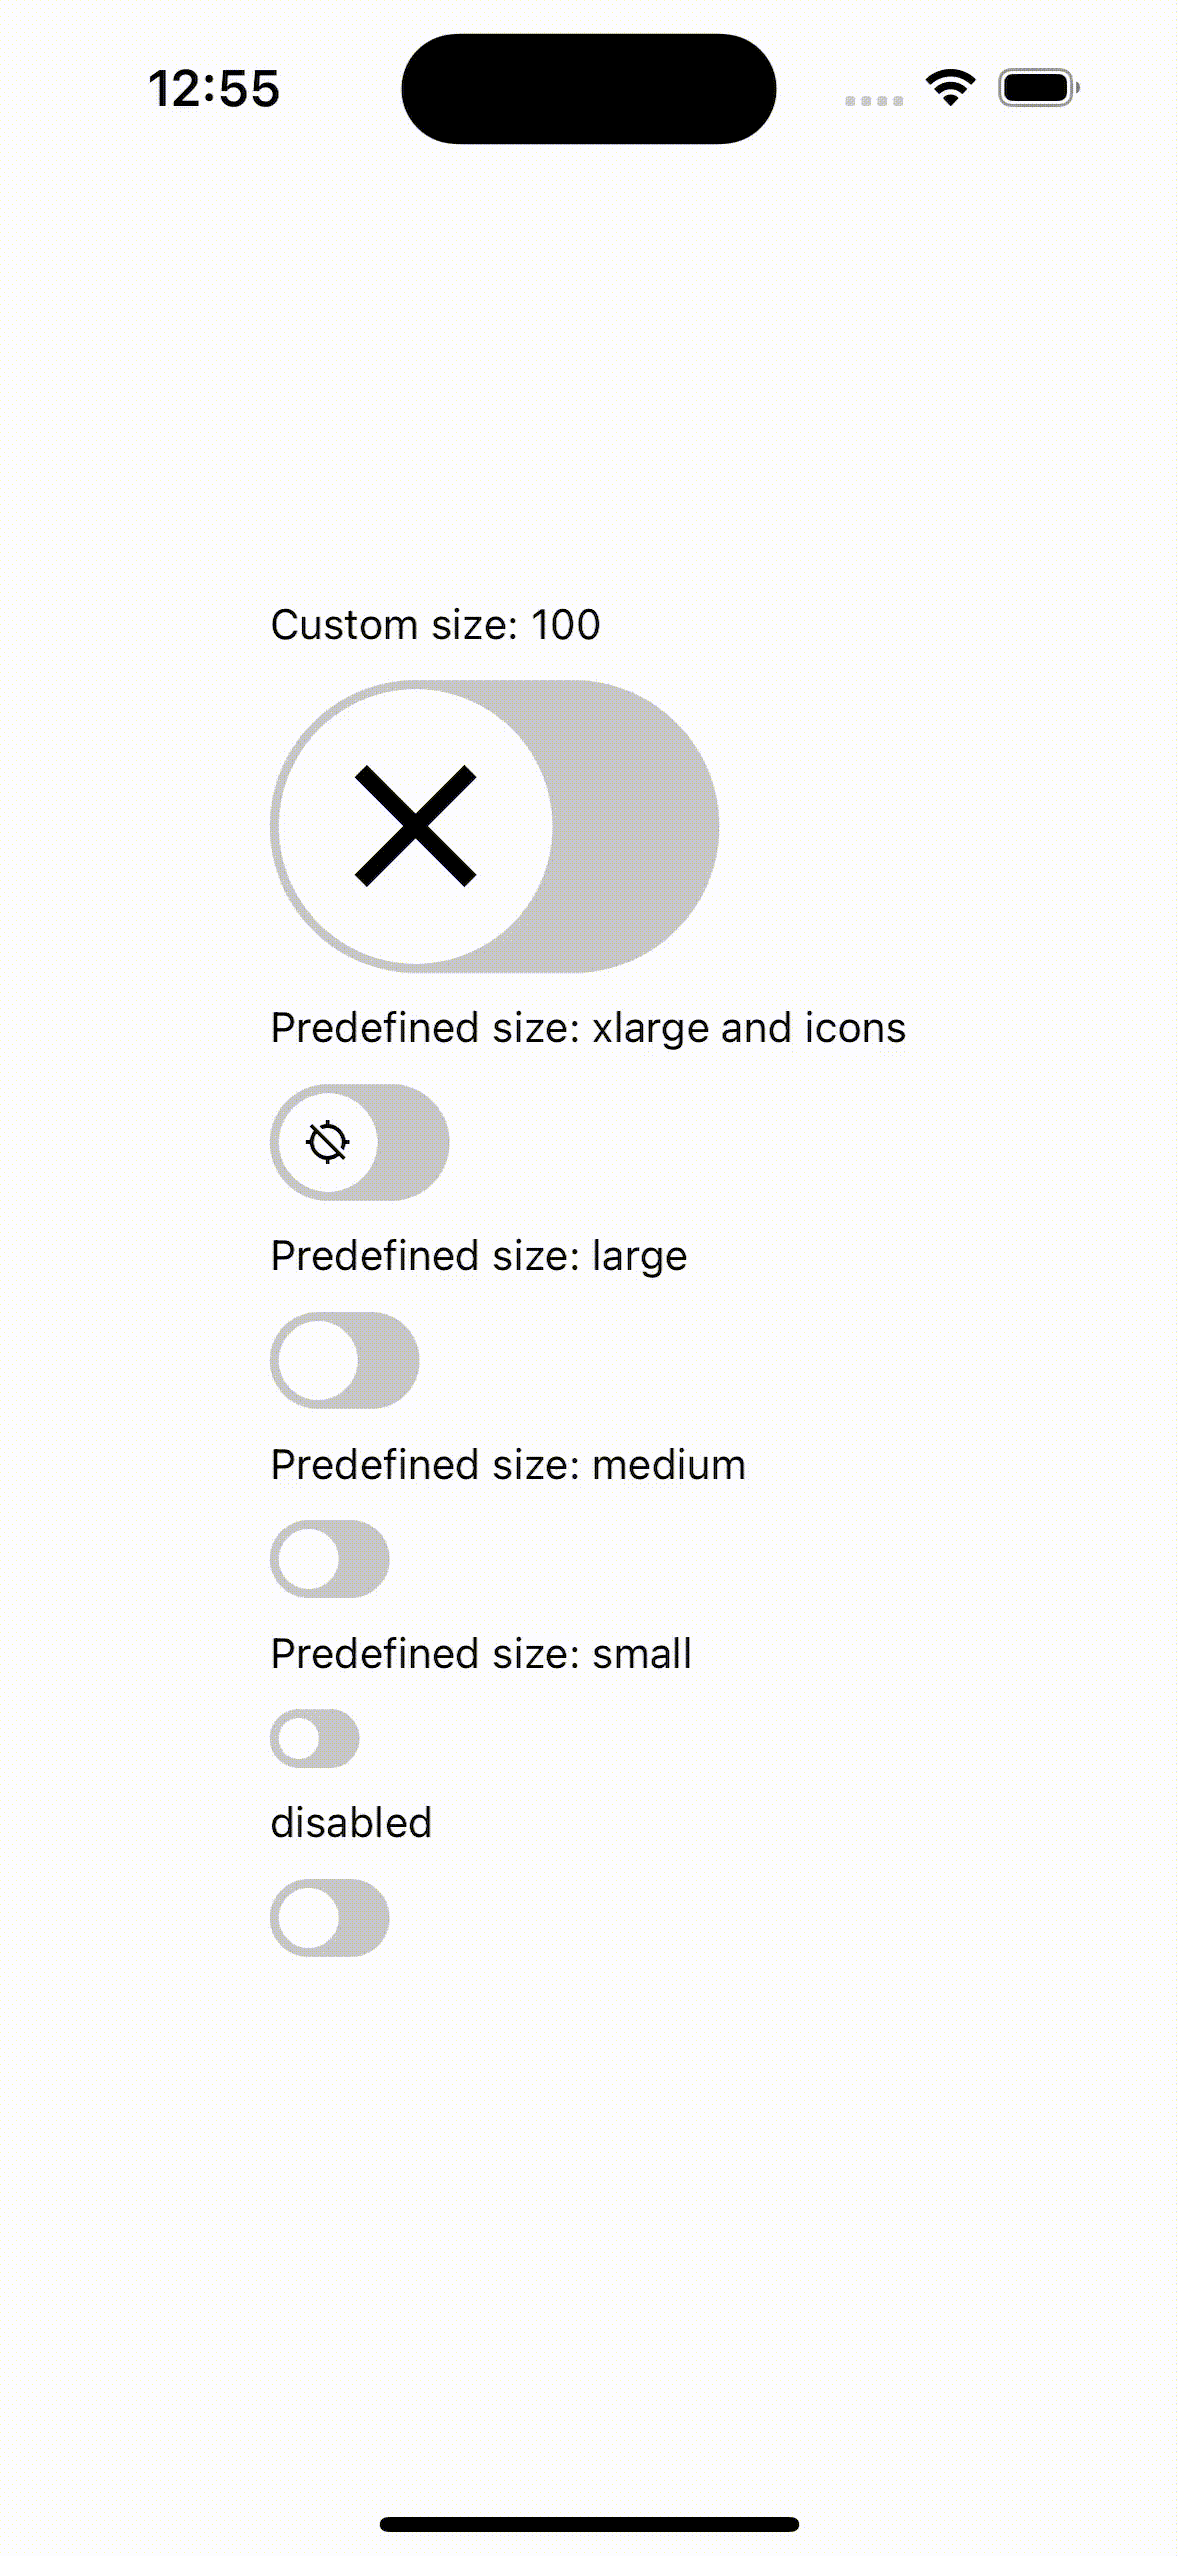 12:55
Custom size: 100
Predefined size: xlarge and icons
Predefined size: large
Predefined size: medium
Predefined size: small
disabled